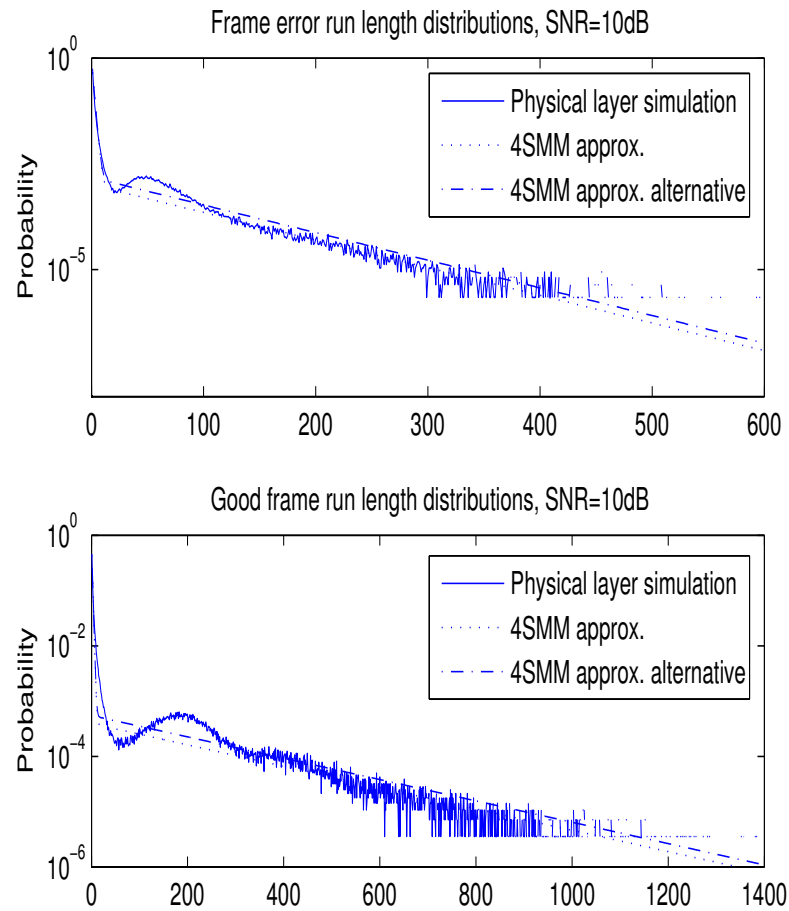 Frame error run length distributions, SNR=10dB
10^0
Physical layer simulation
4SMM approx.
4SMM approx. alternative
Probability
10^-5
0 100 200 300 400 500 600
Good frame run length distributions, SNR=10dB
10^0
Physical layer simulation
4SMM approx.
4SMM approx. alternative
10^-2
Probability
10^-4
10^-6
0 200 400 600 800 1000 1200 1400